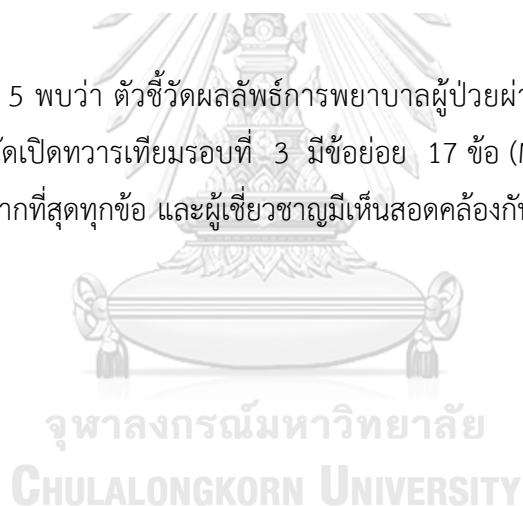 5 พบว่า ตัวชี้วัดผลลัพธ์การพยาบาลผู้ป่วยผ่า
ัดเปิดทวารเทียมรอบที่ 3 มีข้อย่อย 17 ข้อ (M
ากที่สุดทุกข้อ และผู้เชี่ยวชาญมีเห็นสอดคล้องกัน
จุฬาลงกรณ์มหาวิทยาลัย
CHULALONGKORN UNIVERSITY